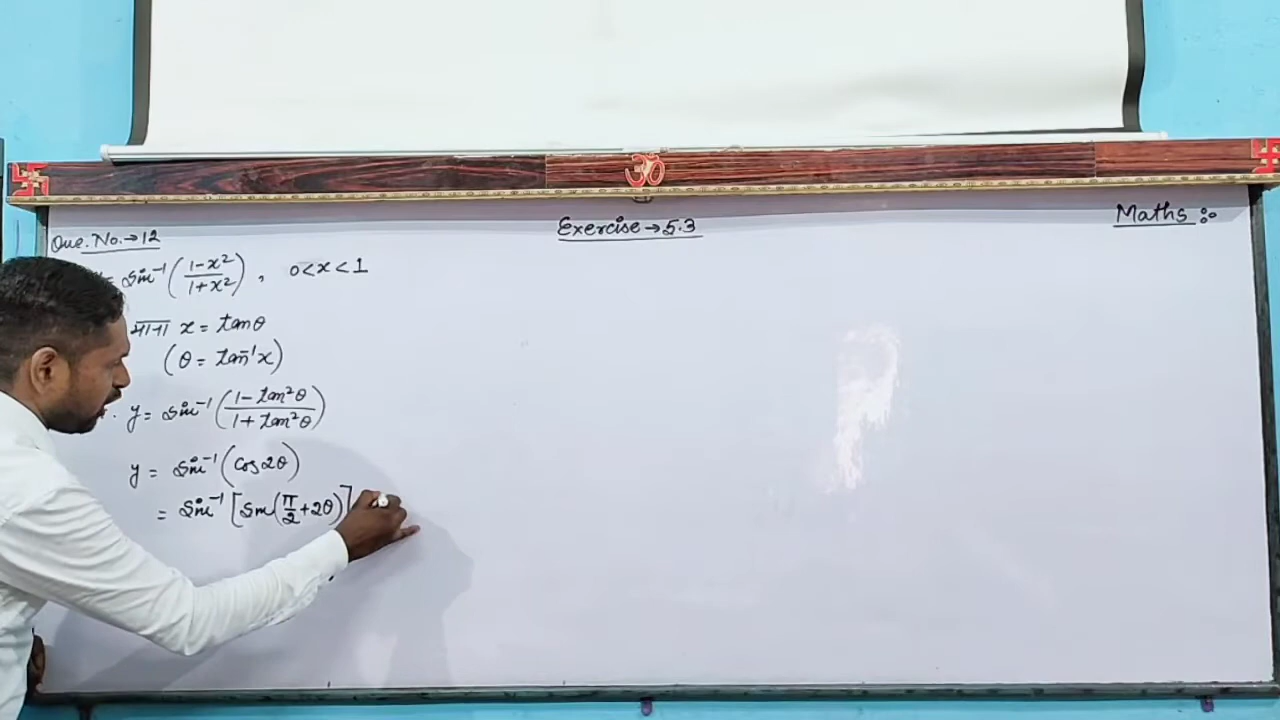 ॐ
Exercise → 5.3
Maths :-
Que. No. → 12
= sin⁻¹ (1-x²/1+x²), 0<x<1
माना x = tanθ
(θ = tan⁻¹x)
y = sin⁻¹ (1-tan²θ/1+tan²θ)
y = sin⁻¹ (cos2θ)
= sin⁻¹ [sin(π/2+2θ)]